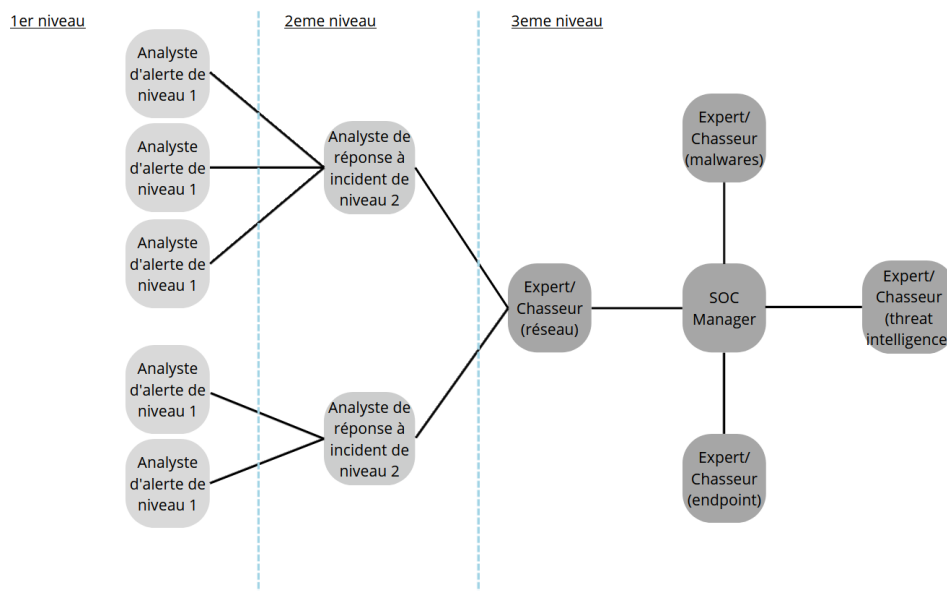 1er niveau
2eme niveau
3eme niveau
Analyste
d'alerte de
niveau 1
Analyste
d'alerte de
niveau 1
Analyste
d'alerte de
niveau 1
Analyste
d'alerte de
niveau 1
Analyste
d'alerte de
niveau 1
Analyste de
réponse à
incident de
niveau 2
Analyste de
réponse à
incident de
niveau 2
Expert/
Chasseur
(réseau)
Expert/
Chasseur
(malwares)
SOC
Manager
Expert/
Chasseur
(endpoint)
Expert/
Chasseur
(threat
intelligence